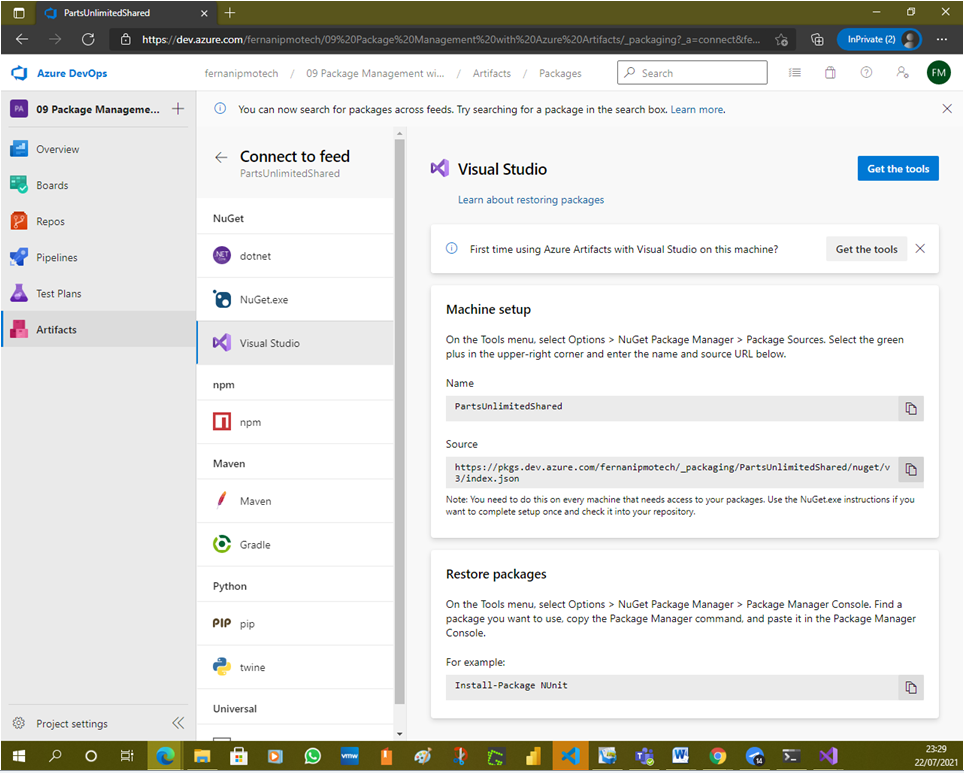 PartsUnlimitedShared
https://dev.azure.com/fernanipmotech/09%20Package%20Management%20with%20Azure%20Artifacts/_packaging?_a=connect&fe...
InPrivate (2)
Azure DevOps
fernanipmotech / 09 Package Management wi... / Artifacts / Packages
Search
FM
PA
09 Package Manageme...
You can now search for packages across feeds. Try searching for a package in the search box. Learn more.
Overview
Boards
Repos
Pipelines
Test Plans
Artifacts
Project settings
Connect to feed
PartsUnlimitedShared
NuGet
NET
dotnet
NuGet.exe
Visual Studio
npm
npm
Maven
Maven
Gradle
Python
PIP
pip
twine
Universal
Visual Studio
Get the tools
Learn about restoring packages
First time using Azure Artifacts with Visual Studio on this machine?
Get the tools
Machine setup
On the Tools menu, select Options > NuGet Package Manager > Package Sources. Select the green
plus in the upper-right corner and enter the name and source URL below.
Name
PartsUnlimitedShared
Source
https://pkgs.dev.azure.com/fernanipmotech/_packaging/PartsUnlimitedShared/nuget/v
3/index.json
Note: You need to do this on every machine that needs access to your packages. Use the NuGet.exe instructions if you
want to complete setup once and check it into your repository.
Restore packages
On the Tools menu, select Options > NuGet Package Manager > Package Manager Console. Find a
package you want to use, copy the Package Manager command, and paste it in the Package Manager
Console.
For example:
Install-Package NUnit
vmw
14
23:29
22/07/2021